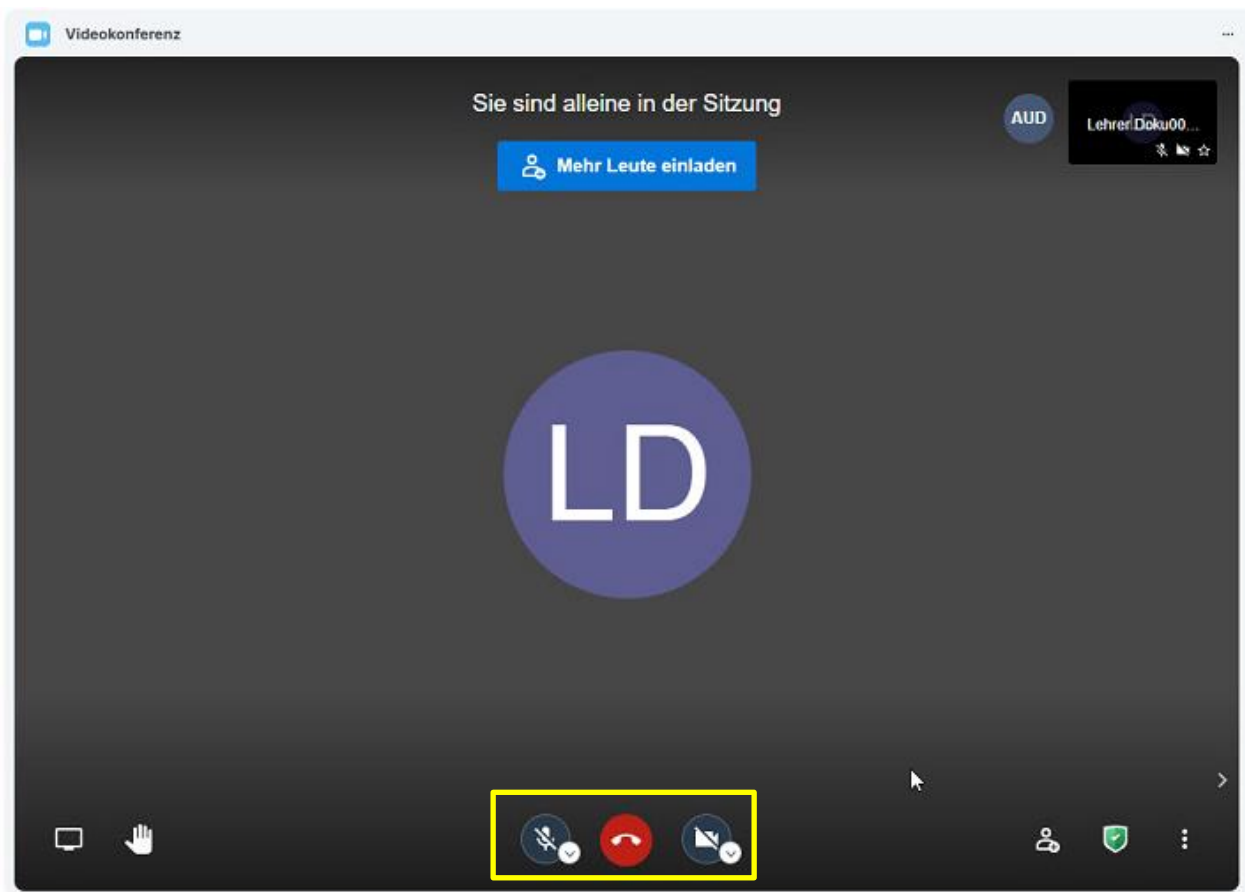 Videokonferenz
Sie sind alleine in der Sitzung
Mehr Leute einladen
AUD
Lehrer.Doku00...
LD